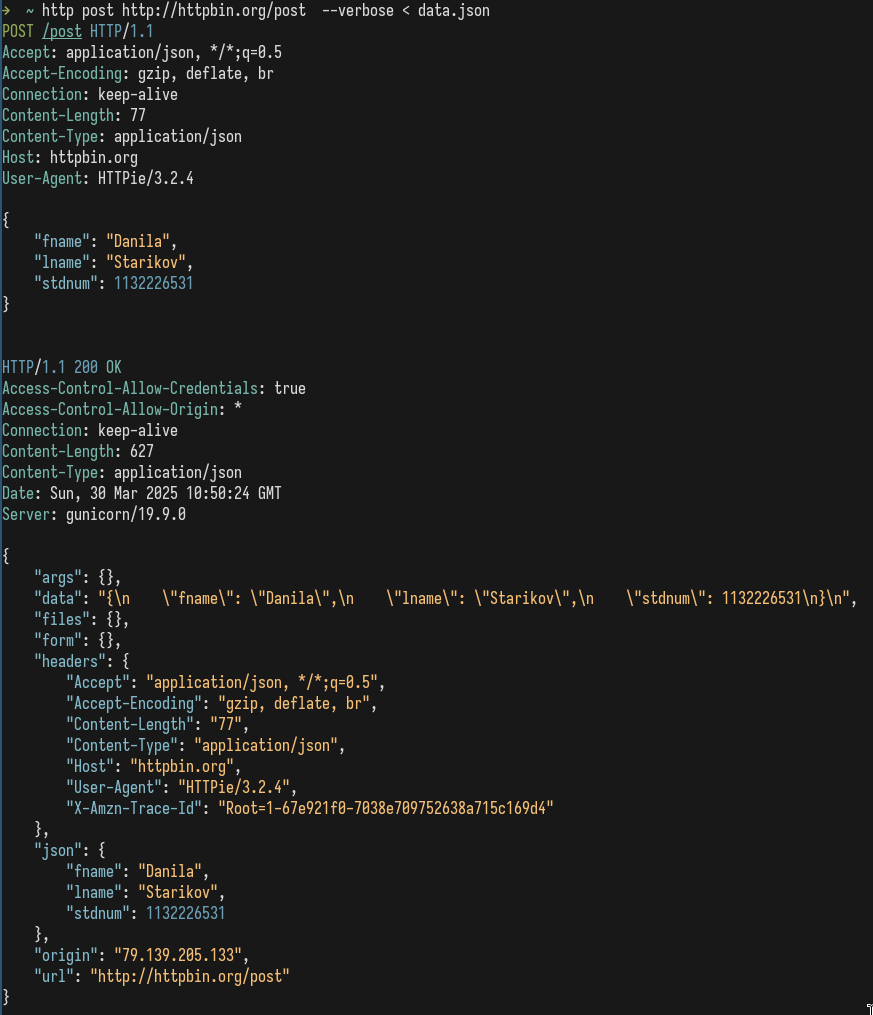 →  ~ http post http://httpbin.org/post  --verbose < data.json
POST /post HTTP/1.1
Accept: application/json, */*;q=0.5
Accept-Encoding: gzip, deflate, br
Connection: keep-alive
Content-Length: 77
Content-Type: application/json
Host: httpbin.org
User-Agent: HTTPie/3.2.4

{
    "fname": "Danila",
    "lname": "Starikov",
    "stdnum": 1132226531
}


HTTP/1.1 200 OK
Access-Control-Allow-Credentials: true
Access-Control-Allow-Origin: *
Connection: keep-alive
Content-Length: 627
Content-Type: application/json
Date: Sun, 30 Mar 2025 10:50:24 GMT
Server: gunicorn/19.9.0

{
    "args": {},
    "data": "{\n    \"fname\": \"Danila\",\n    \"lname\": \"Starikov\",\n    \"stdnum\": 1132226531\n}\n",
    "files": {},
    "form": {},
    "headers": {
        "Accept": "application/json, */*;q=0.5",
        "Accept-Encoding": "gzip, deflate, br",
        "Content-Length": "77",
        "Content-Type": "application/json",
        "Host": "httpbin.org",
        "User-Agent": "HTTPie/3.2.4",
        "X-Amzn-Trace-Id": "Root=1-67e921f0-7038e709752638a715c169d4"
    },
    "json": {
        "fname": "Danila",
        "lname": "Starikov",
        "stdnum": 1132226531
    },
    "origin": "79.139.205.133",
    "url": "http://httpbin.org/post"
}